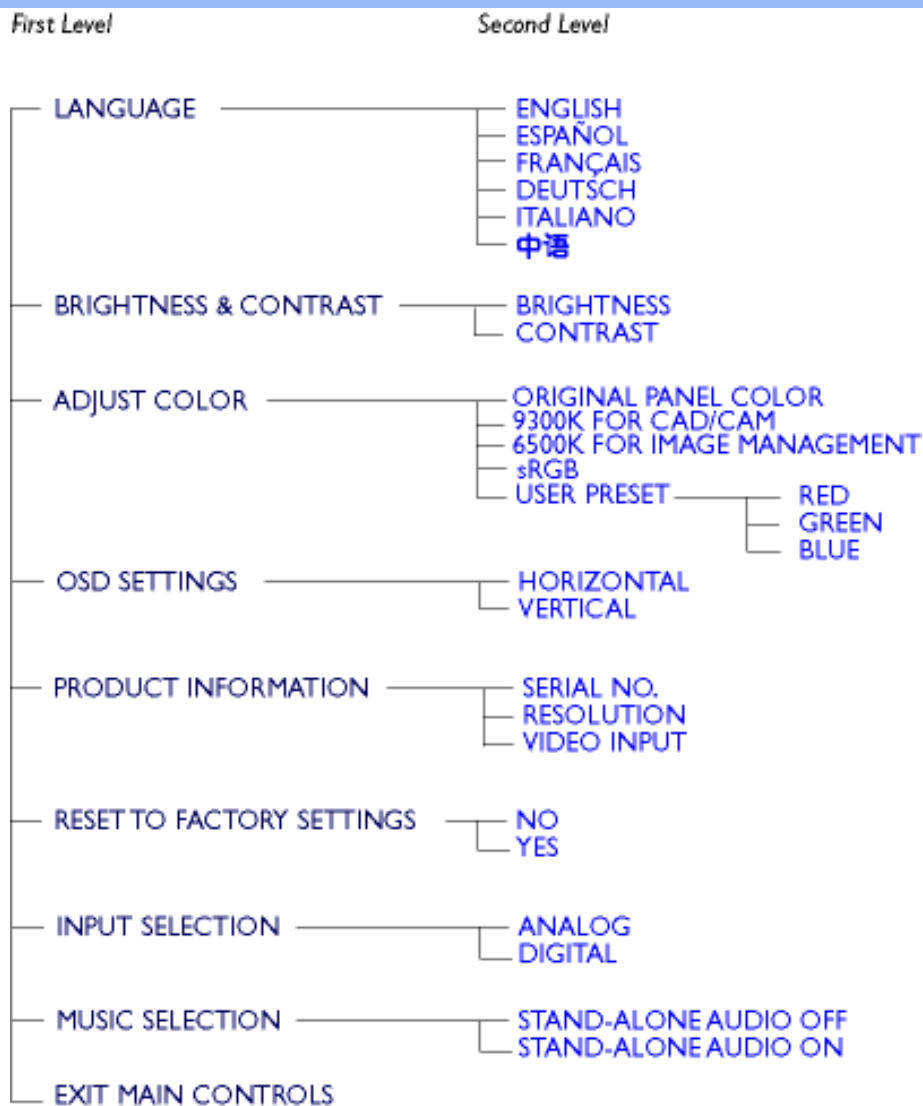 First Level Second Level
LANGUAGE ENGLISH
ESPAÑOL
FRANÇAIS
DEUTSCH
ITALIANO
中语
BRIGHTNESS & CONTRAST BRIGHTNESS
CONTRAST
ADJUST COLOR ORIGINAL PANEL COLOR
9300K FOR CAD/CAM
6500K FOR IMAGE MANAGEMENT
sRGB
USER PRESET RED
GREEN
BLUE
OSD SETTINGS HORIZONTAL
VERTICAL
PRODUCT INFORMATION SERIAL NO.
RESOLUTION
VIDEO INPUT
RESET TO FACTORY SETTINGS NO
YES
INPUT SELECTION ANALOG
DIGITAL
MUSIC SELECTION STAND-ALONE AUDIO OFF
STAND-ALONE AUDIO ON
EXIT MAIN CONTROLS